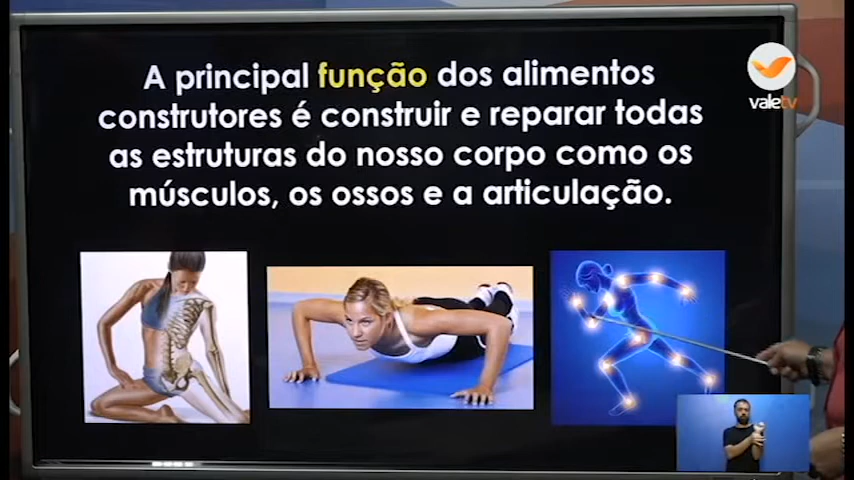 A principal função dos alimentos
construtores é construir e reparar todas
as estruturas do nosso corpo como os
músculos, os ossos e a articulação.
valetv